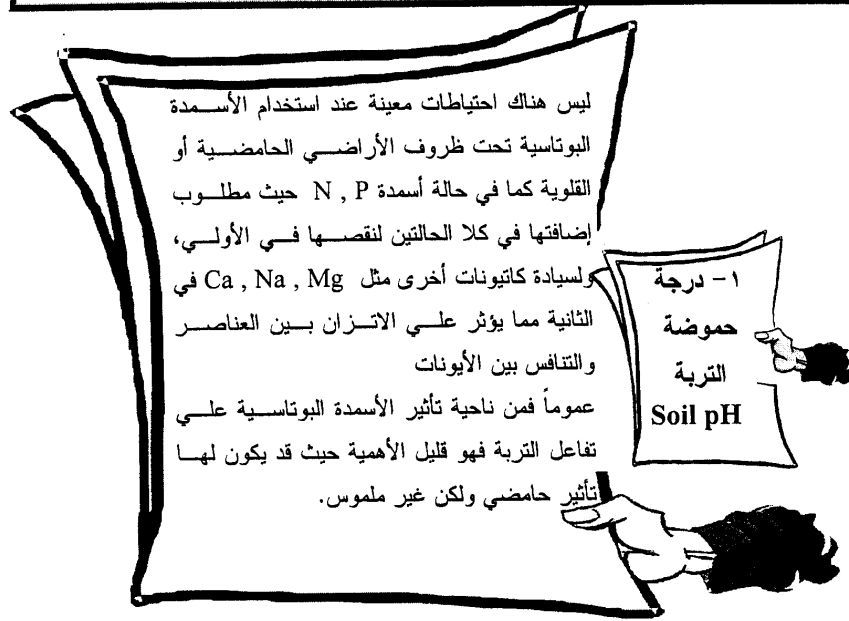 ١- درجة
حموضة
التربة
Soil pH
ليس هناك احتياطات معينة عند استخدام الأسمدة
البوتاسية تحت ظروف الأراضي الحامضية أو
القلوية كما في حالة أسمدة N , P حيث مطلوب
إضافتها في كلا الحالتين لنقصها في الأولي،
ولسيادة كاتيونات أخرى مثل Ca , Na , Mg في
الثانية مما يؤثر علي الاتزان بين العناصر
والتنافس بين الأيونات
عموماً فمن ناحية تأثير الأسمدة البوتاسية علي
تفاعل التربة فهو قليل الأهمية حيث قد يكون لها
تأثير حامضي ولكن غير ملموس.